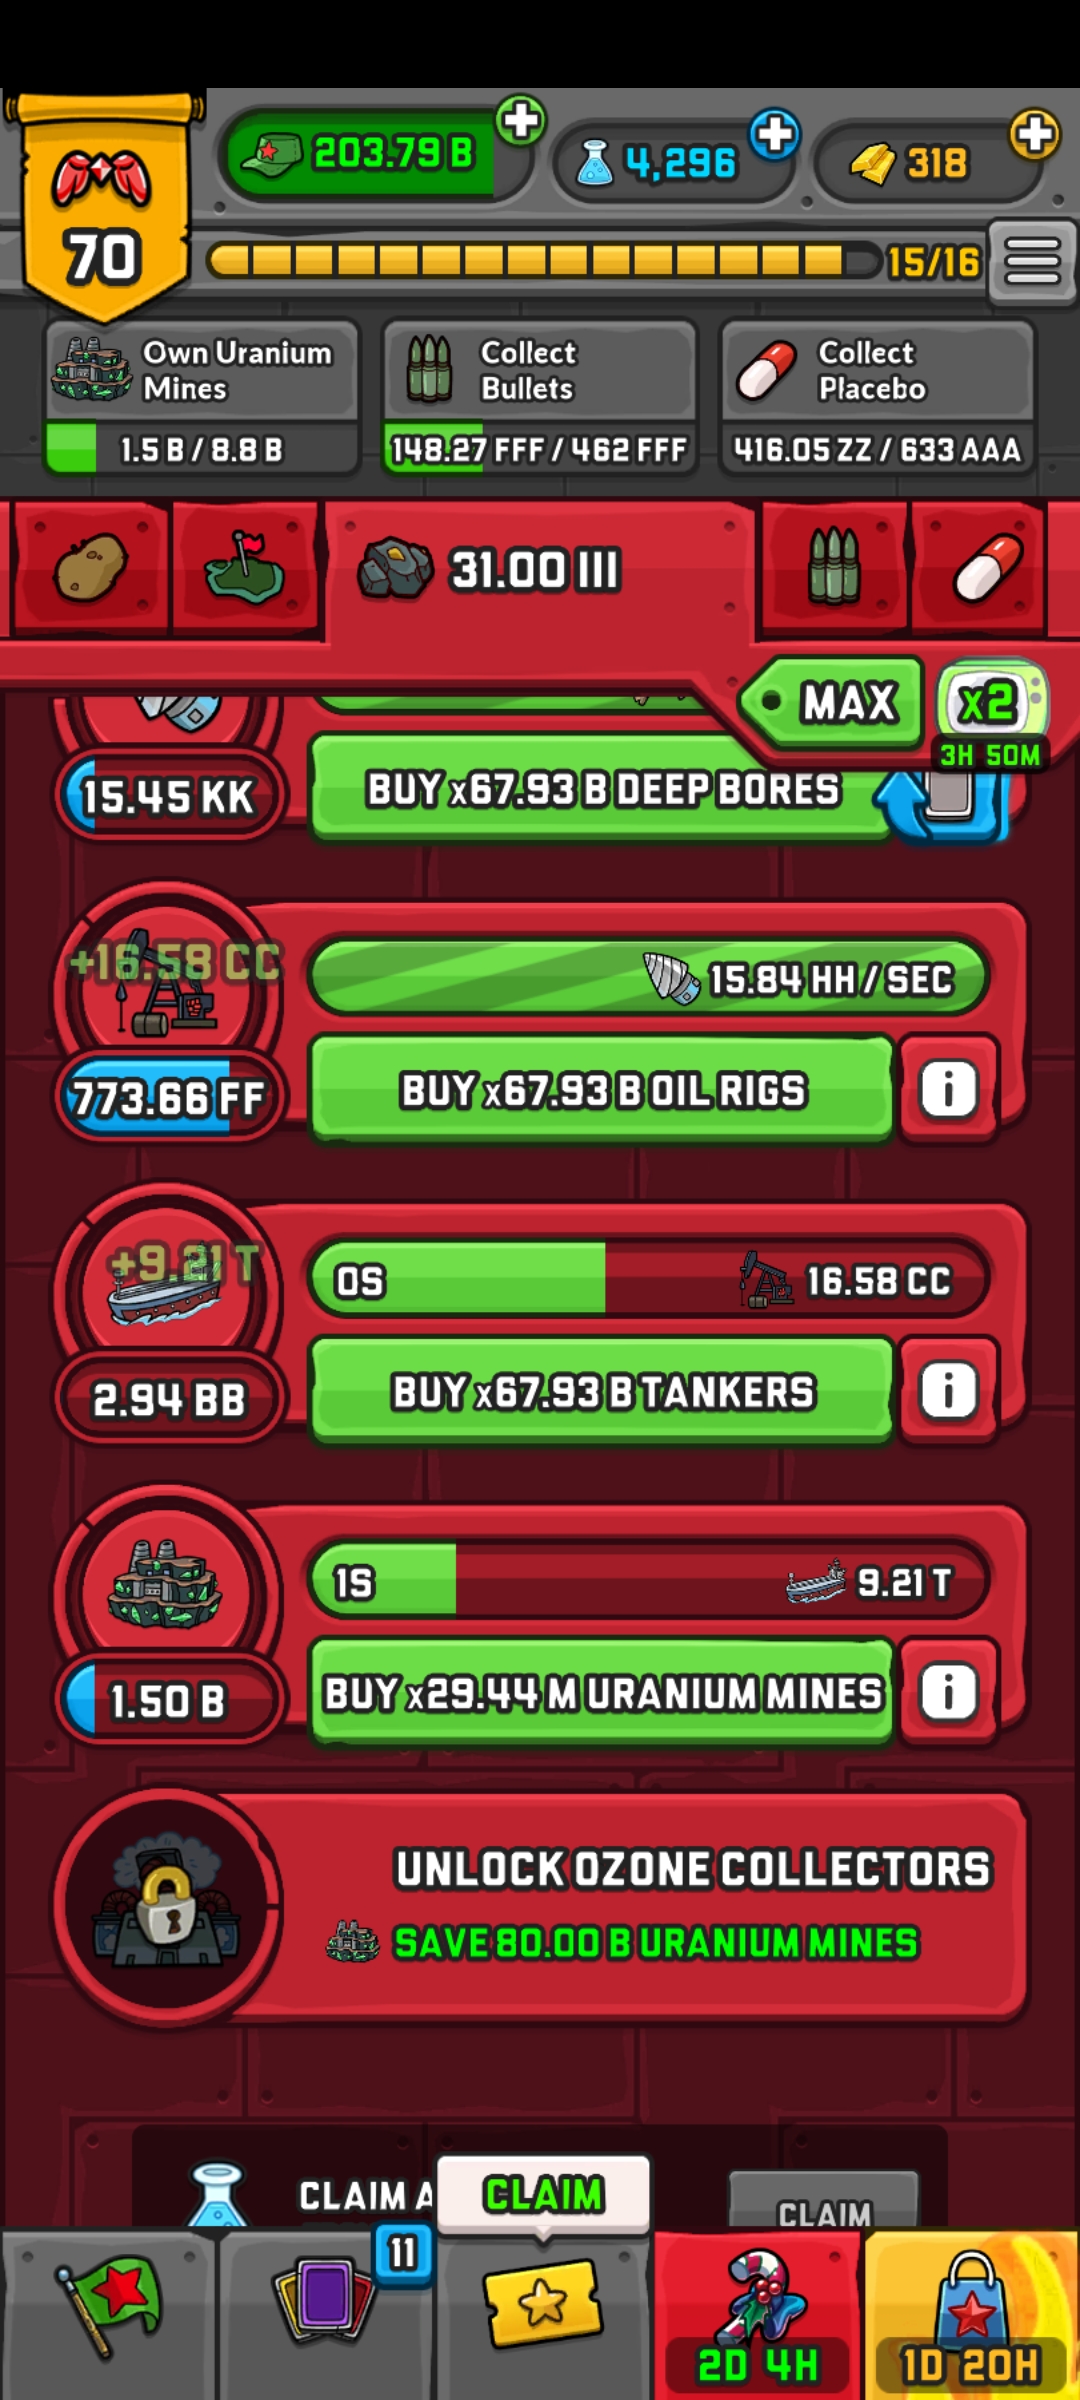 203.79 B
4,296
318
70
15/16
Own Uranium
Mines
1.5 B / 8.8 B
Collect
Bullets
148.27 FFF / 462 FFF
Collect
Placebo
416.05 ZZ / 633 AAA
31.00 III
MAX
x2
3H 50M
15.45 KK
BUY x67.93 B DEEP BORES
+16.58 CC
15.84 HH / SEC
773.66 FF
BUY x67.93 B OIL RIGS
i
+9.21 T
0S
16.58 CC
2.94 BB
BUY x67.93 B TANKERS
i
1S
9.21 T
1.50 B
BUY x29.44 M URANIUM MINES
i
UNLOCK OZONE COLLECTORS
SAVE 80.00 B URANIUM MINES
CLAIM A
CLAIM
CLAIM
11
2D 4H
1D 20H